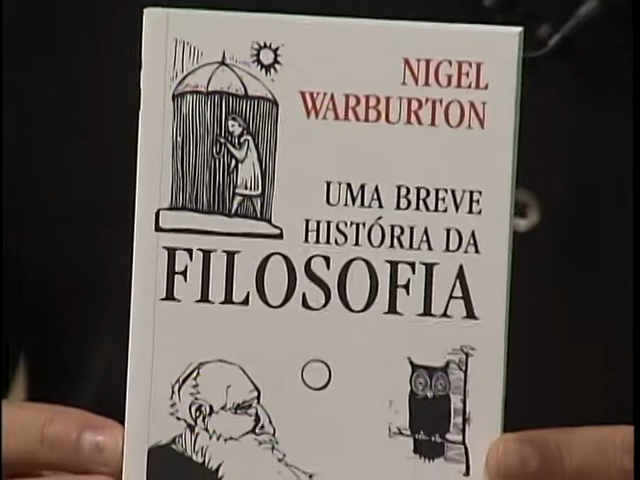 NIGEL
WARBURTON
UMA BREVE
HISTÓRIA DA
FILOSOFIA